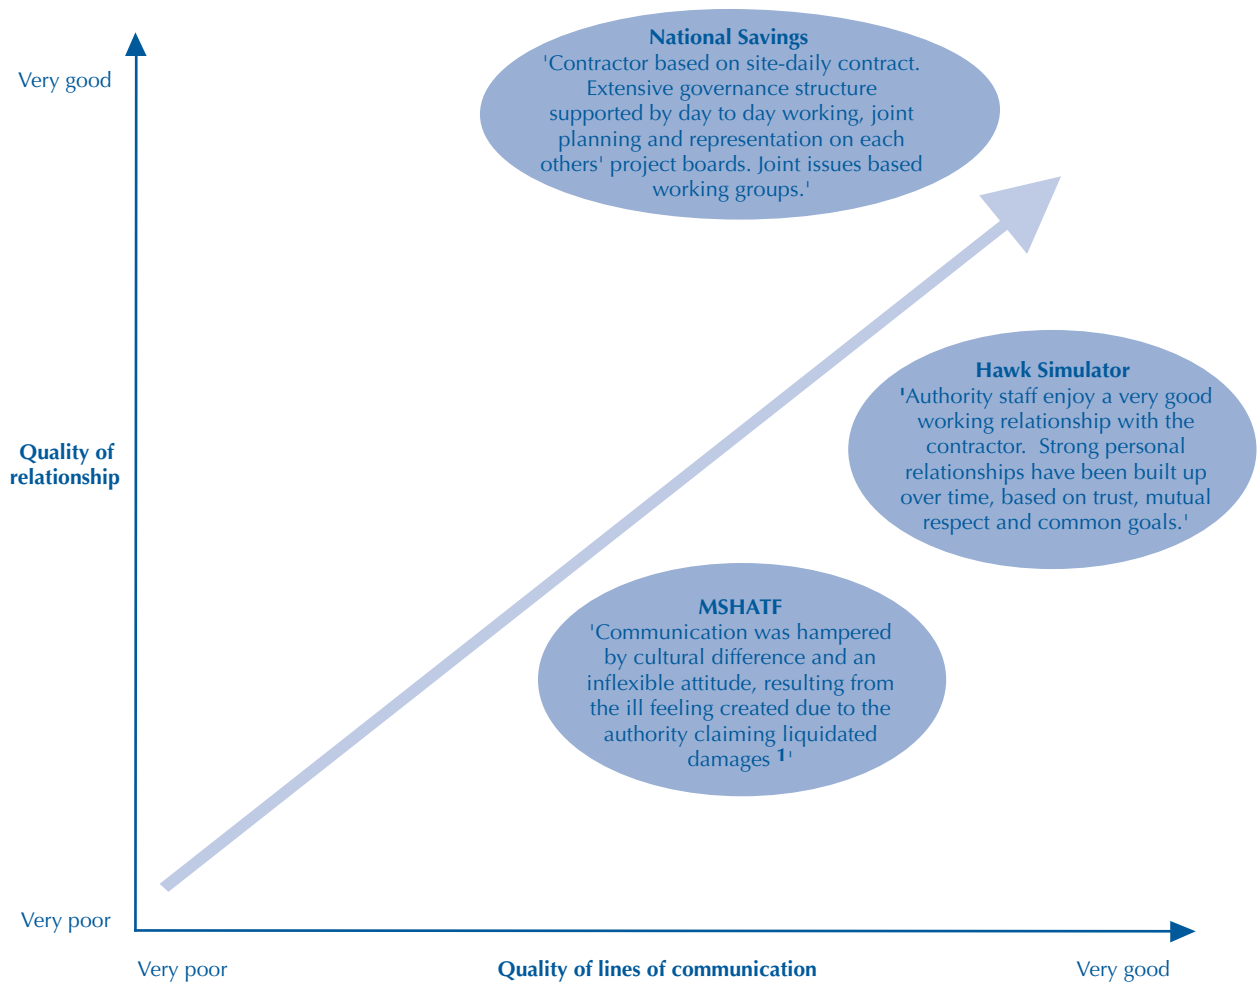 National Savings
'Contractor based on site-daily contract.
Extensive governance structure
supported by day to day working, joint
planning and representation on each
others' project boards. Joint issues based
working groups.'
Very good
Hawk Simulator
'Authority staff enjoy a very good
working relationship with the
contractor.  Strong personal
relationships have been built up
over time, based on trust, mutual
respect and common goals.'
Quality of
relationship
MSHATF
'Communication was hampered
by cultural difference and an
inflexible attitude, resulting from
the ill feeling created due to the
authority claiming liquidated
damages 1'
Very poor
Very poor
Quality of lines of communication
Very good